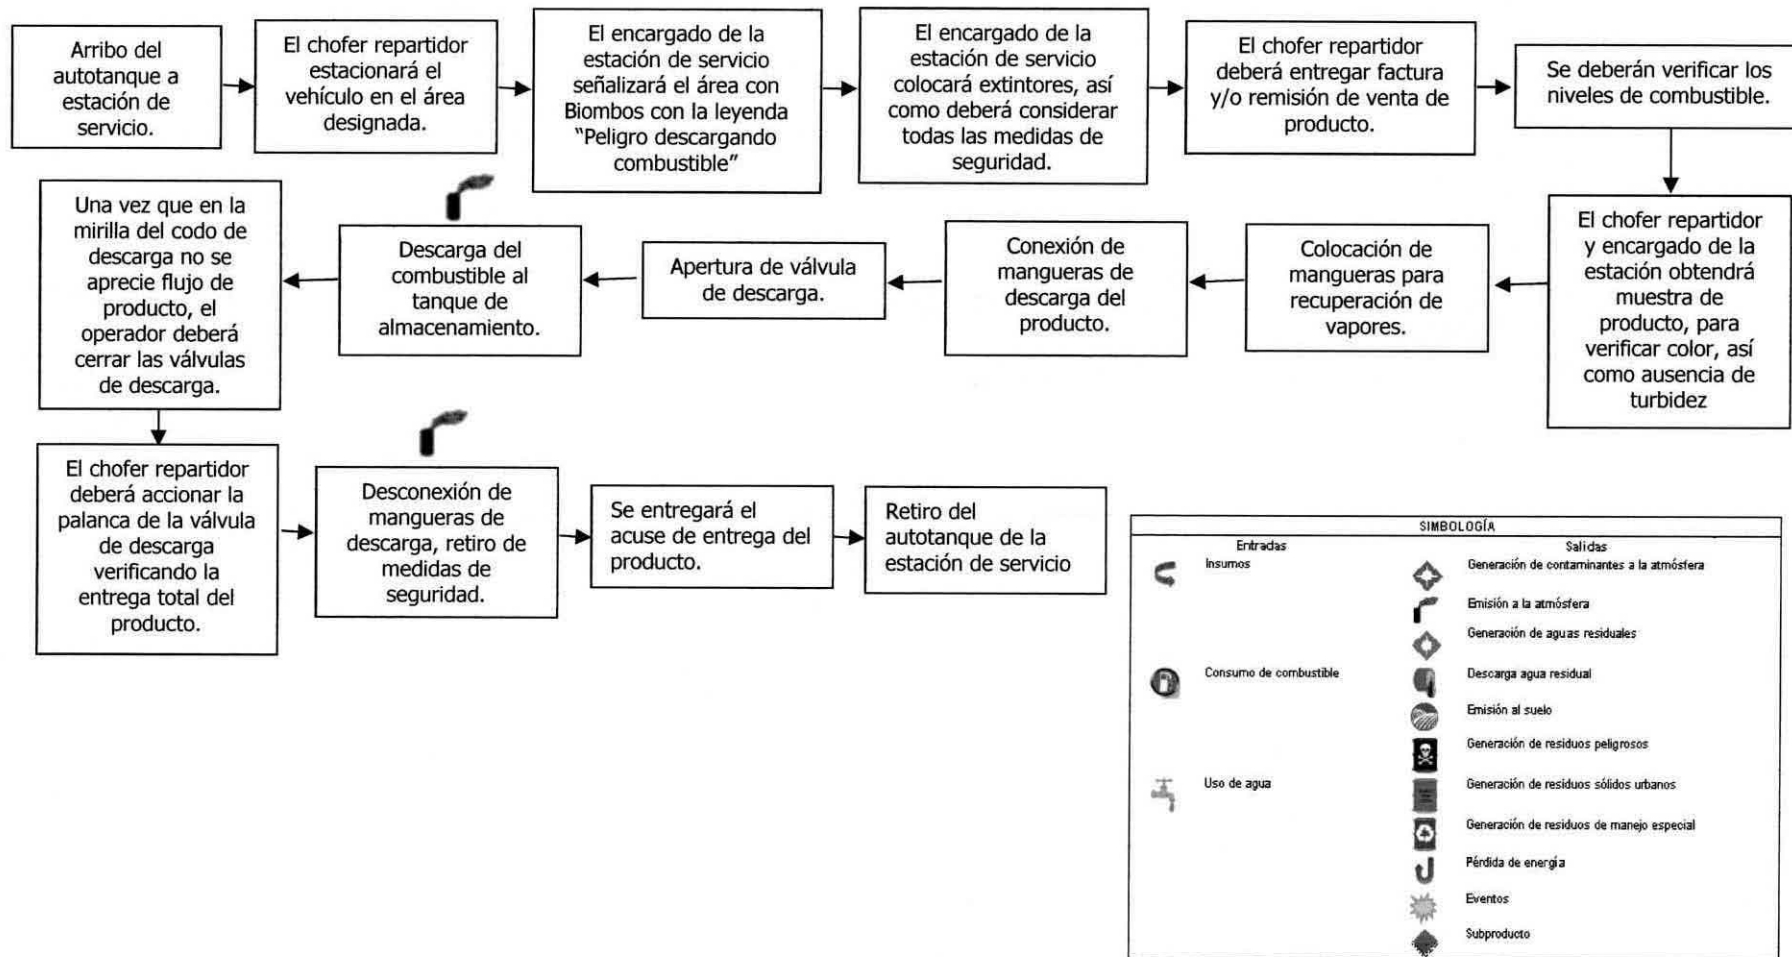 Arribo del
autotanque a
estación de
servicio.
El chofer repartidor
estacionará el
vehículo en el área
designada.
El encargado de la
estación de servicio
señalizará el área con
Biombos con la leyenda
"Peligro descargando
combustible"
El encargado de la
estación de servicio
colocará extintores, así
como deberá considerar
todas las medidas de
seguridad.
El chofer repartidor
deberá entregar factura
y/o remisión de venta de
producto.
Se deberán verificar los
niveles de combustible.
El chofer repartidor
y encargado de la
estación obtendrá
muestra de
producto, para
verificar color, así
como ausencia de
turbidez
Colocación de
mangueras para
recuperación de
vapores.
Conexión de
mangueras de
descarga del
producto.
Apertura de válvula
de descarga.
Descarga del
combustible al
tanque de
almacenamiento.
Una vez que en la
mirilla del codo de
descarga no se
aprecie flujo de
producto, el
operador deberá
cerrar las válvulas
de descarga.
El chofer repartidor
deberá accionar la
palanca de la válvula
de descarga
verificando la
entrega total del
producto.
Desconexión de
mangueras de
descarga, retiro de
medidas de
seguridad.
Se entregará el
acuse de entrega del
producto.
Retiro del
autotanque de la
estación de servicio
SIMBOLOGÍA
Entradas
Insumos
Consumo de combustible
Uso de agua
Salidas
Generación de contaminantes a la atmósfera
Emisión a la atmósfera
Generación de aguas residuales
Descarga agua residual
Emisión al suelo
Generación de residuos peligrosos
Generación de residuos sólidos urbanos
Generación de residuos de manejo especial
Pérdida de energía
Eventos
Subproducto